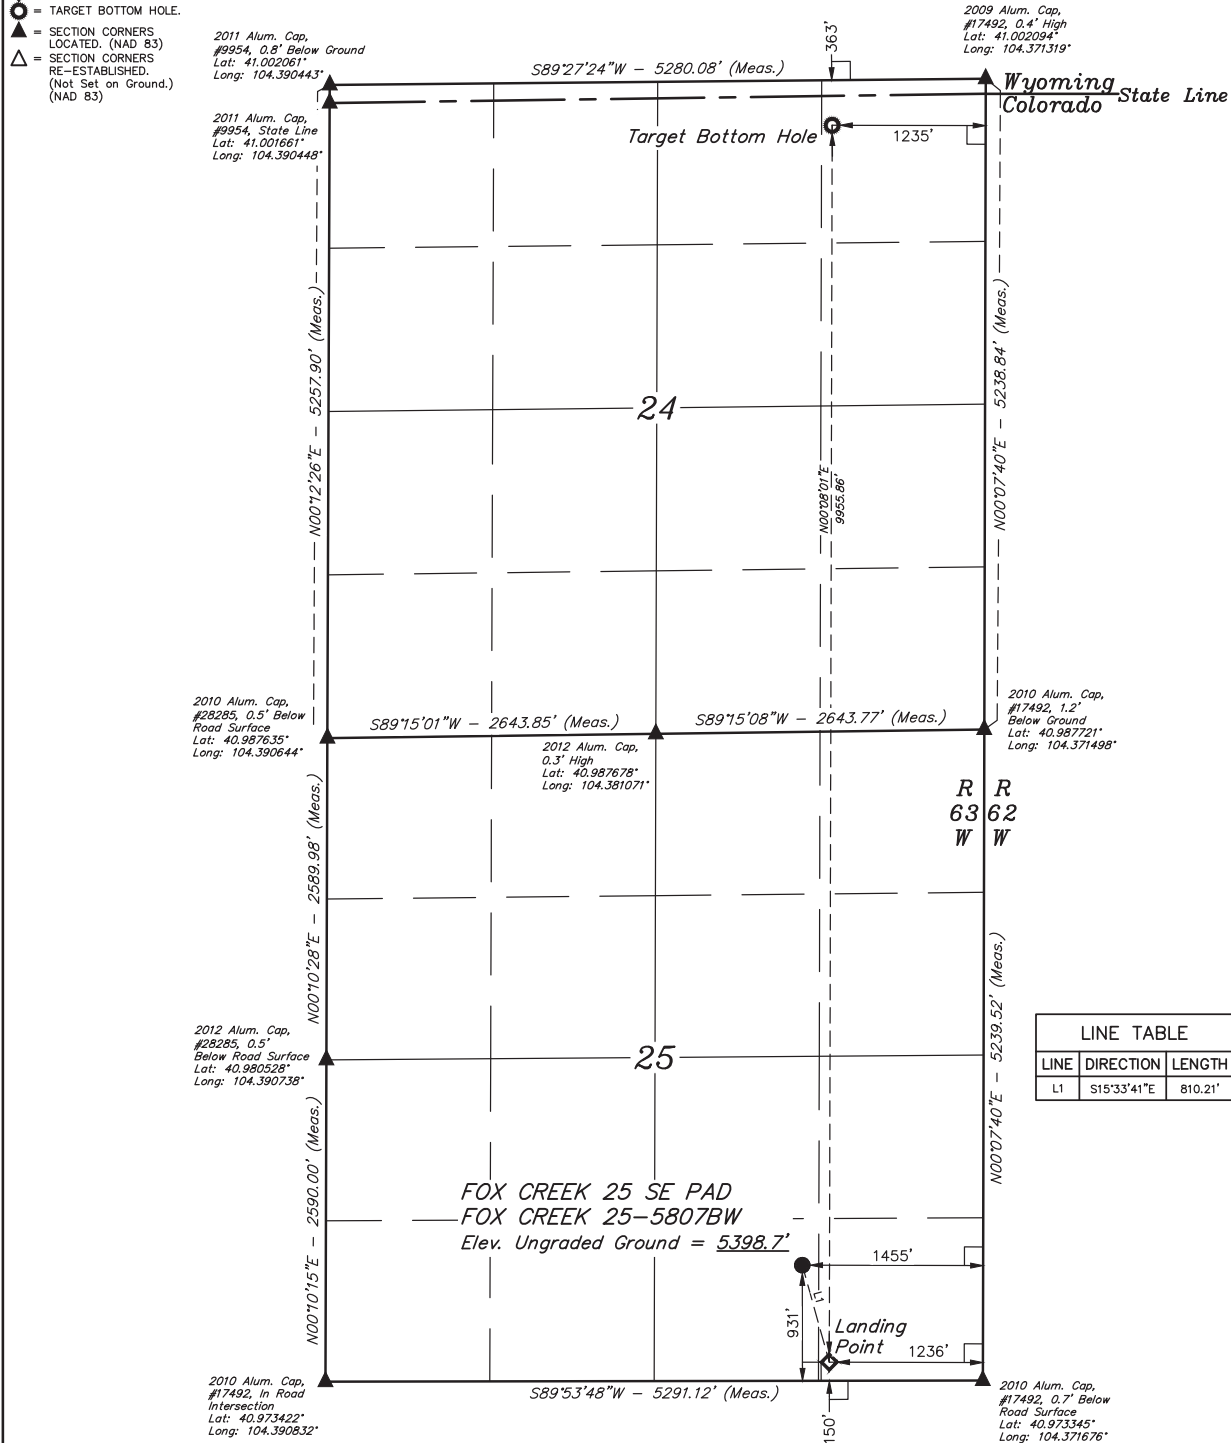 = TARGET BOTTOM HOLE.
= SECTION CORNERS
LOCATED. (NAD 83)
= SECTION CORNERS
RE-ESTABLISHED.
(Not Set on Ground.)
(NAD 83)
2011 Alum. Cap,
#9954, 0.8' Below Ground
Lat: 41.002061°
Long: 104.390443°
S89°27'24"W - 5280.08' (Meas.)
363'
2009 Alum. Cap,
#17492, 0.4' High
Lat: 41.002094°
Long: 104.371319°
Wyoming
Colorado
State Line
2011 Alum. Cap,
#9954, State Line
Lat: 41.001661°
Long: 104.390448°
Target Bottom Hole
1235'
N00°12'26"E - 5257.90' (Meas.)
N00°07'40"E - 5238.84' (Meas.)
24
N00°08'01"E
9955.86'
2010 Alum. Cap,
#28285, 0.5' Below
Road Surface
Lat: 40.987635°
Long: 104.390644°
S89°15'01"W - 2643.85' (Meas.)
S89°15'08"W - 2643.77' (Meas.)
2012 Alum. Cap,
0.3' High
Lat: 40.987678°
Long: 104.381071°
2010 Alum. Cap,
#17492, 1.2'
Below Ground
Lat: 40.987721°
Long: 104.371498°
R R
63 62
W W
N00°10'28"E - 2589.98' (Meas.)
N00°07'40"E - 5239.52' (Meas.)
2012 Alum. Cap,
#28285, 0.5'
Below Road Surface
Lat: 40.980528°
Long: 104.390738°
25
LINE TABLE
LINE DIRECTION LENGTH
L1 S15°33'41"E 810.21'
N00°10'15"E - 2590.00' (Meas.)
FOX CREEK 25 SE PAD
FOX CREEK 25-5807BW
Elev. Ungraded Ground = 5398.7'
1455'
L1
931'
Landing
Point
1236'
S89°53'48"W - 5291.12' (Meas.)
150'
2010 Alum. Cap,
#17492, In Road
Intersection
Lat: 40.973422°
Long: 104.390832°
2010 Alum. Cap,
#17492, 0.7' Below
Road Surface
Lat: 40.973345°
Long: 104.371676°